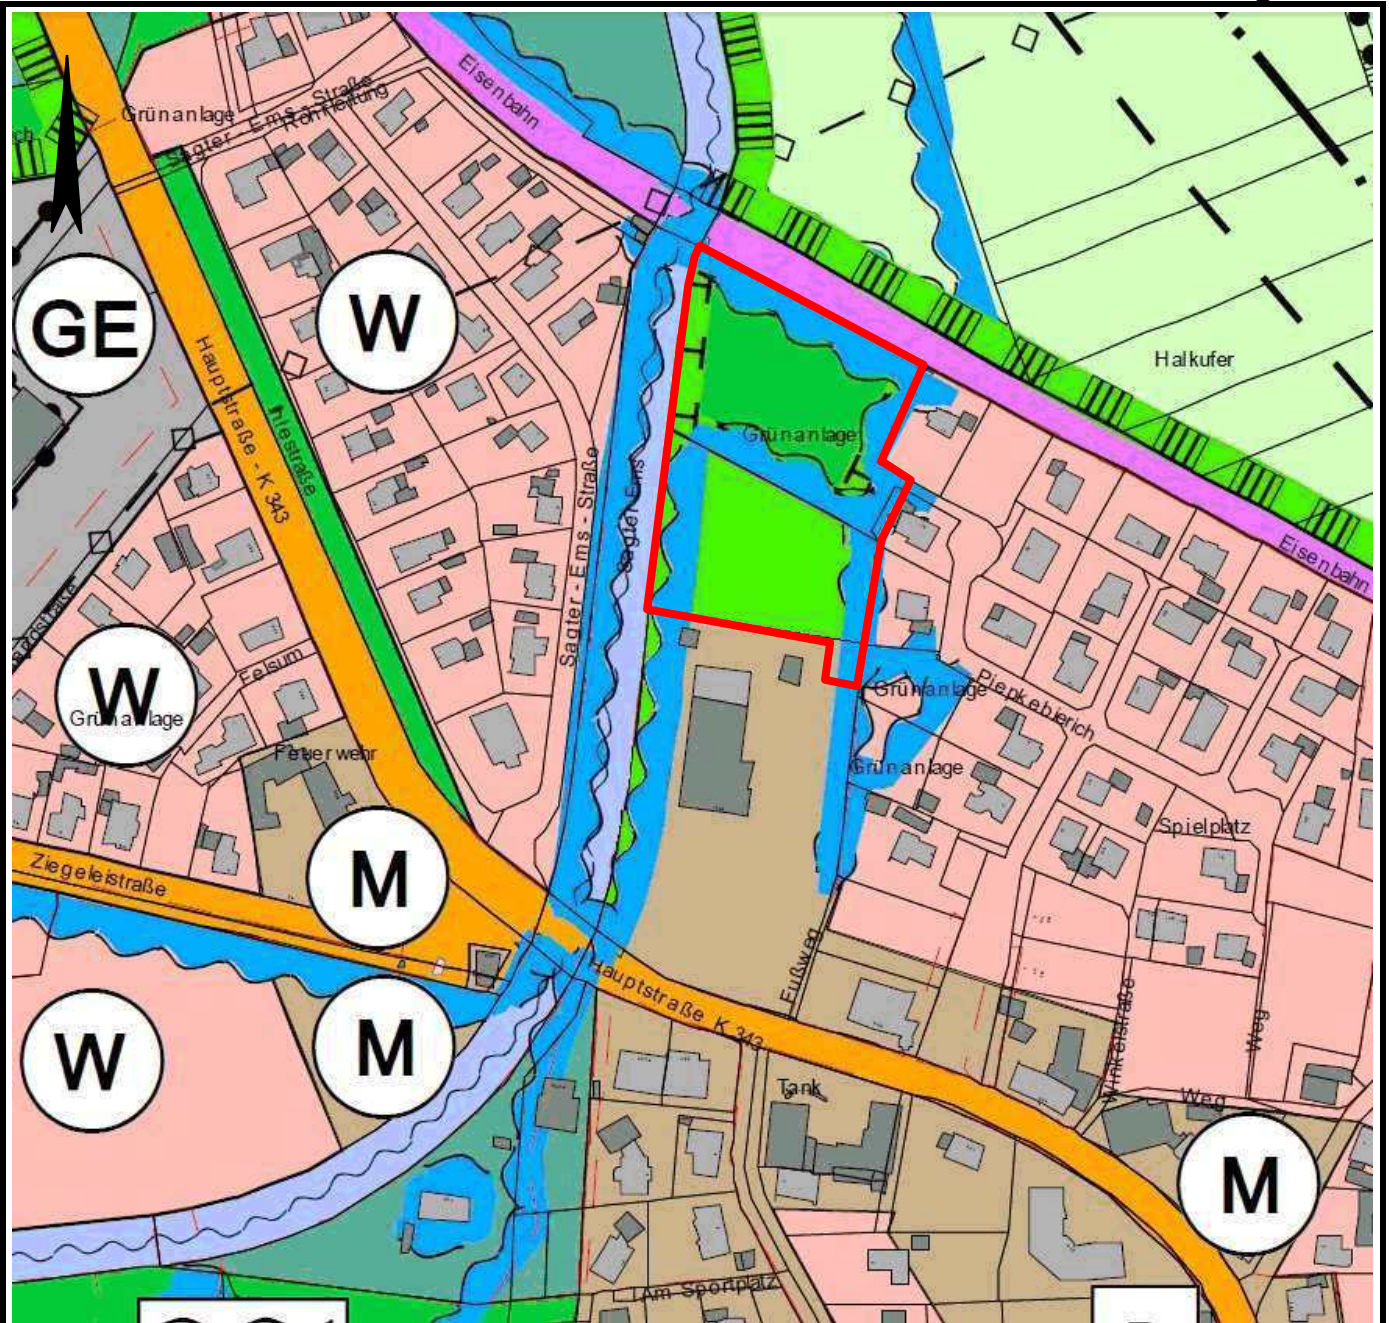 Eisenbahn
Grünanlage
Sagter - Ems - Straße
Rohrleitung
GE
W
Halkufer
Hauptstraße - K 343
Ihlestraße
Grünanlage
Sagter - Ems - Straße
Sagter Ems
Eisenbahn
W
Grünanlage
Felsum
Feuerwehr
Grünanlage
Piepkebierich
Grünanlage
Spielplatz
M
Ziegeleistraße
Fußweg
Hauptstraße K 343
Winkelstraße
Weg
W
M
Tank
Weg
M
Am Sportplatz